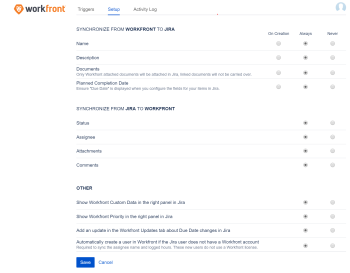 workfront Triggers Setup Activity Log
SYNCHRONIZE FROM WORKFRONT TO JIRA
On Creation Always Never
Name
Description
Documents
Only Workfront attached documents will be attached in Jira, linked documents will not be carried over.
Planned Completion Date
Ensure "Due Date" is displayed when you configure the fields for your items in Jira.
SYNCHRONIZE FROM JIRA TO WORKFRONT
Status
Assignee
Attachments
Comments
OTHER
Show Workfront Custom Data in the right panel in Jira
Show Workfront Priority in the right panel in Jira
Add an update in the Workfront Updates tab about Due Date changes in Jira
Automatically create a user in Workfront if the Jira user does not have a Workfront account
Required to sync the assignee name and logged hours. These new users do not use a Workfront license.
Save Cancel